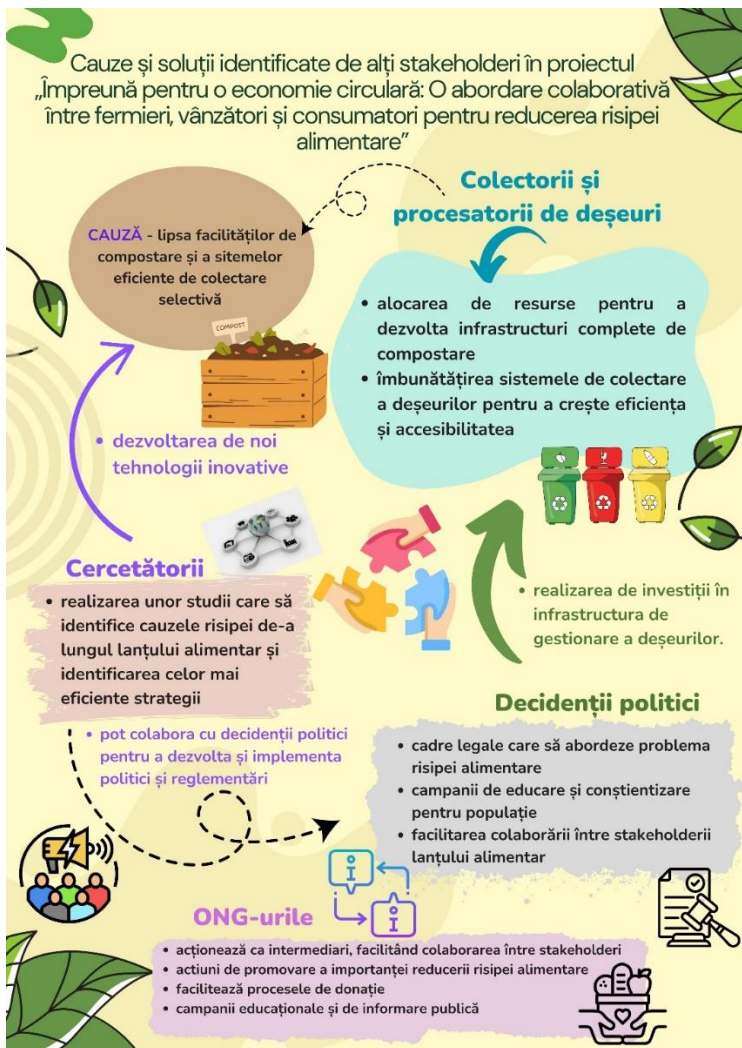 Cauze și soluții identificate de alți stakeholderi în proiectul
„Împreună pentru o economie circulară: O abordare colaborativă
între fermieri, vânzători și consumatori pentru reducerea risipei
alimentare”
Colectorii și
procesatorii de deșeuri
CAUZĂ - lipsa facilităților de
compostare și a sitemelor
eficiente de colectare
selectivă
COMPOST
• alocarea de resurse pentru a
dezvolta infrastructuri complete de
compostare
• îmbunătățirea sistemele de colectare
a deșeurilor pentru a crește eficiența
și accesibilitatea
• dezvoltarea de noi
tehnologii inovative
Cercetătorii
• realizarea unor studii care să
identifice cauzele risipei de-a
lungul lanțului alimentar și
identificarea celor mai
eficiente strategii
• realizarea de investiții în
infrastructura de
gestionare a deșeurilor.
• pot colabora cu decidenții politici
pentru a dezvolta și implementa
politici și reglementări
Decidenții politici
• cadre legale care să abordeze problema
risipei alimentare
• campanii de educare și conștientizare
pentru populație
• facilitarea colaborării între stakeholderii
lanțului alimentar
ONG-urile
• acționează ca intermediari, facilitând colaborarea între stakeholderi
• actiuni de promovare a importanței reducerii risipei alimentare
• facilitează procesele de donație
• campanii educaționale și de informare publică